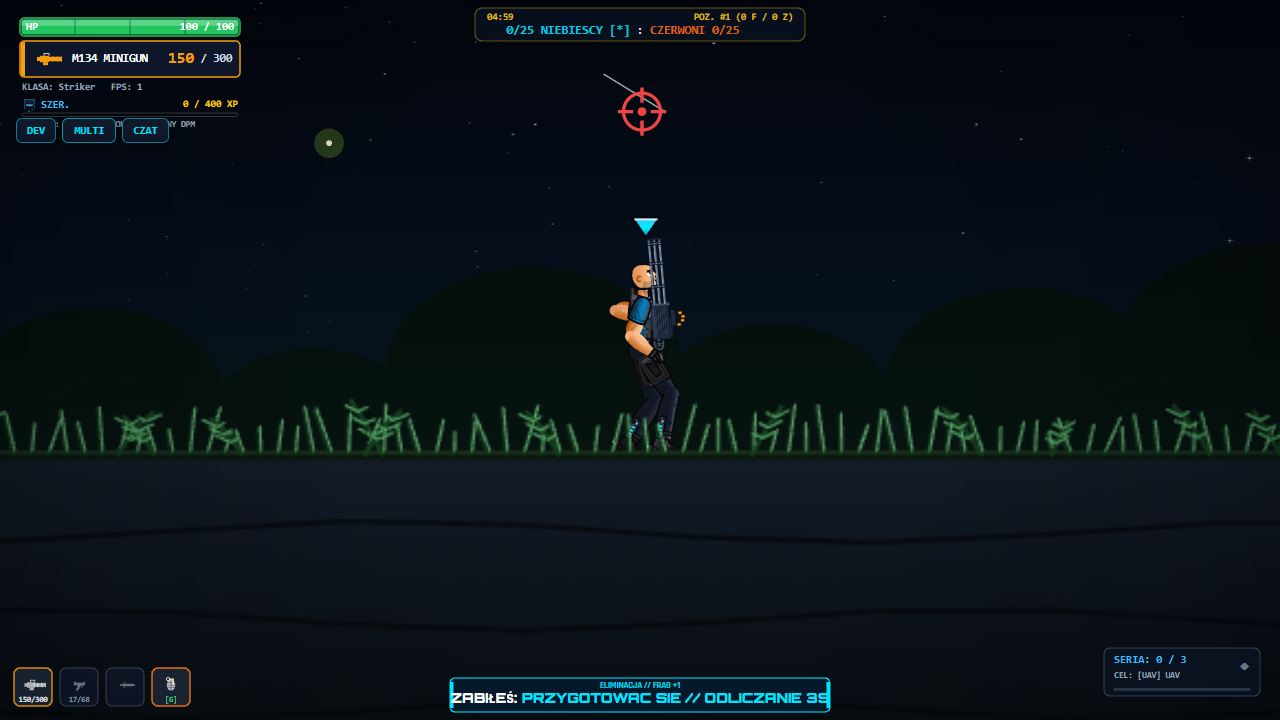 HP 100 / 100
M134 MINIGUN 150 / 300
KLASA: Striker FPS: 1
SZER. 0 / 400 XP
NY DPM
DEV MULTI CZAT
04:59 POZ. #1 (0 F / 0 Z)
0/25 NIEBIESCY [*] : CZERWONI 0/25
150/300 17/68 [G]
ELIMINACJA // FRAG +1
ZABIŁEŚ: PRZYGOTOWAC SIE // ODLICZANIE 3S
SERIA: 0 / 3
CEL: [UAV] UAV